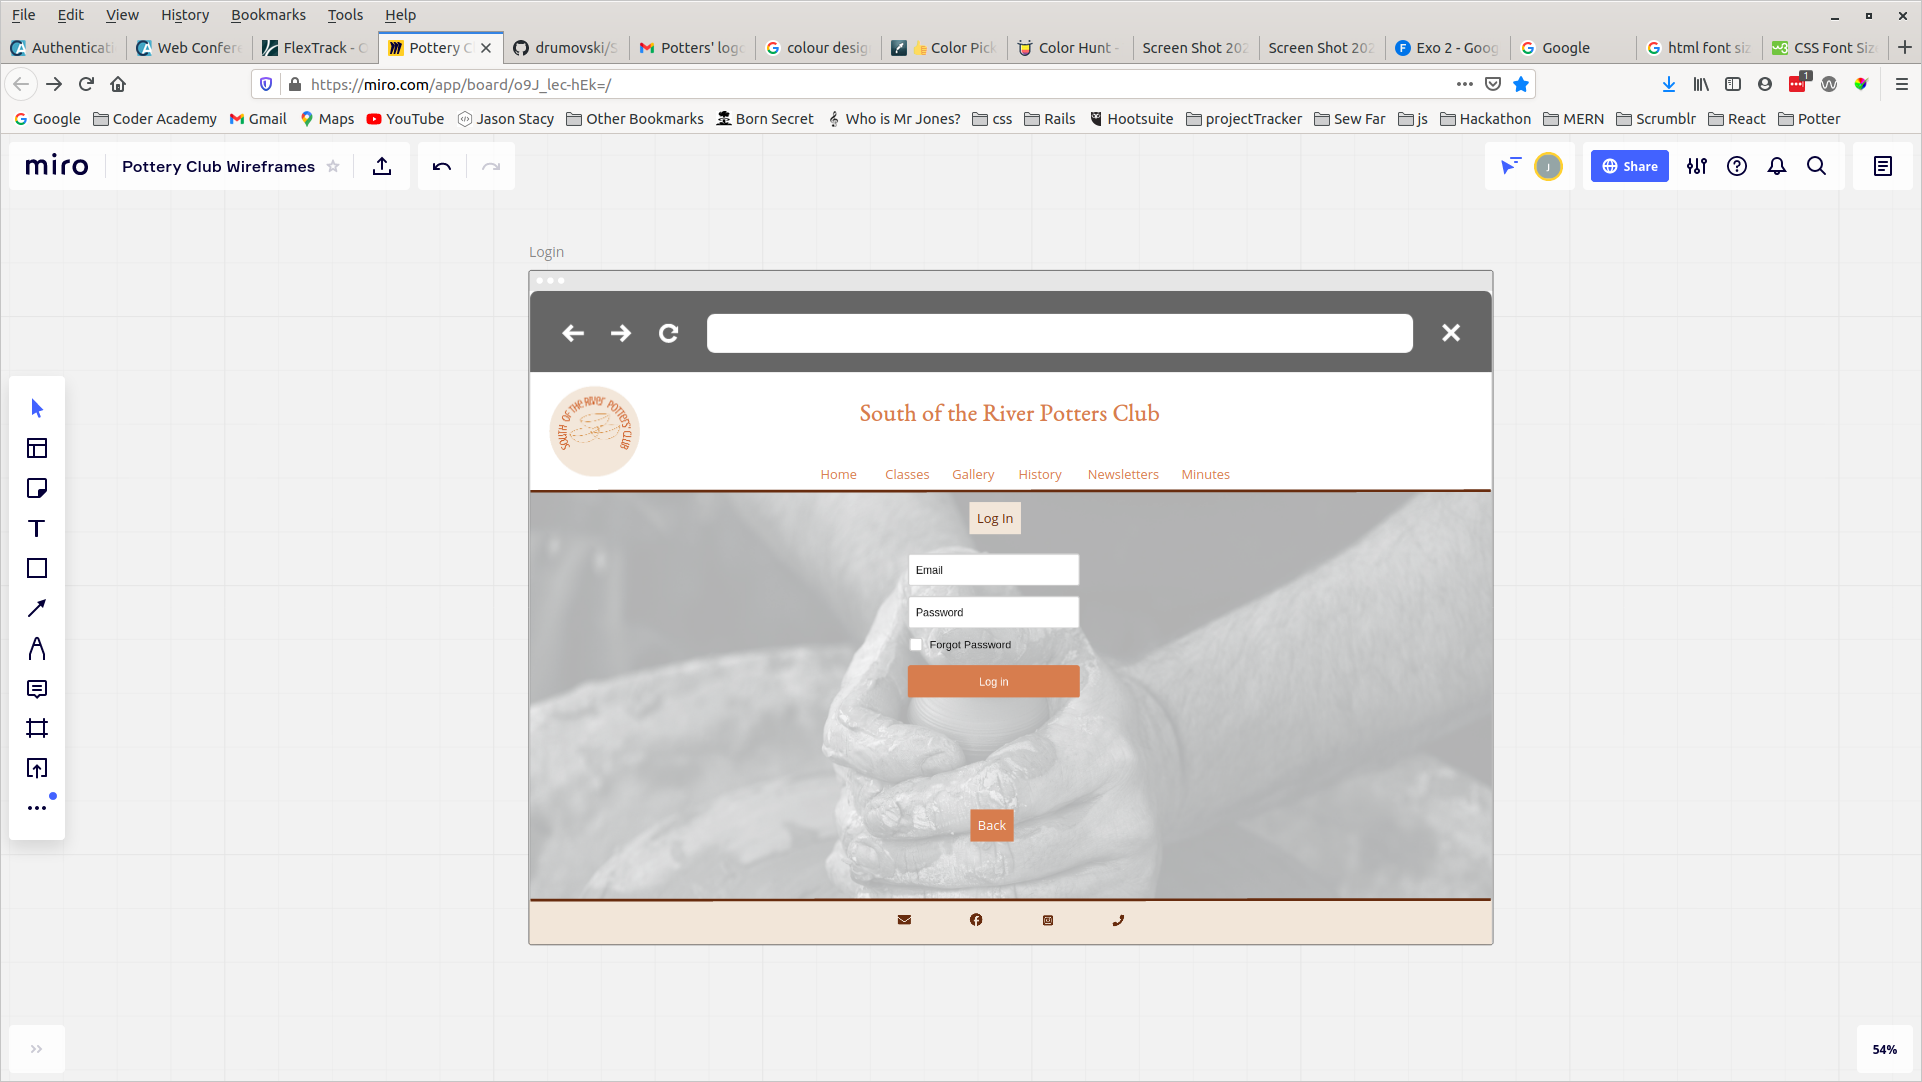 File Edit View History Bookmarks Tools Help
Authenticati Web Confere FlexTrack - C Pottery C drumovski/S Potters' logo colour desig Color Pick Color Hunt - Screen Shot 202 Screen Shot 202 Exo 2 - Goog Google html font siz CSS Font Siz
https://miro.com/app/board/o9J_lec-hEk=/
1
Google Coder Academy Gmail Maps YouTube Jason Stacy Other Bookmarks Born Secret Who is Mr Jones? css Rails Hootsuite projectTracker Sew Far js Hackathon MERN Scrumblr React Potter
miro Pottery Club Wireframes J Share
Login
SOUTH OF THE RIVER POTTERS' CLUB
South of the River Potters Club
Home Classes Gallery History Newsletters Minutes
Log In
Email
Password
Forgot Password
Log in
Back
54%